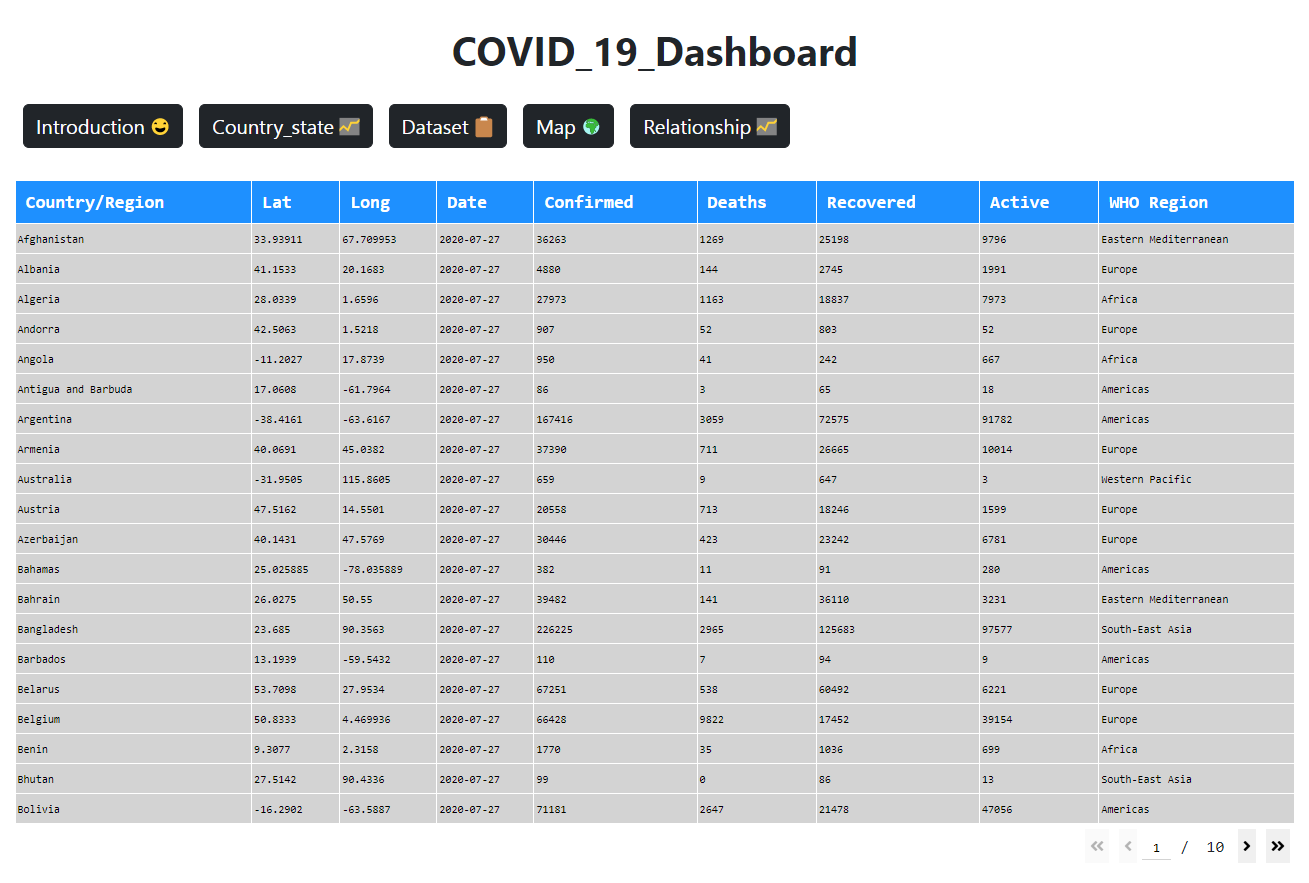 COVID_19_Dashboard
Introduction 😄 Country_state 📈 Dataset 📋 Map 🌍 Relationship 📈
Country/Region Lat Long Date Confirmed Deaths Recovered Active WHO Region
Afghanistan 33.93911 67.709953 2020-07-27 36263 1269 25198 9796 Eastern Mediterranean
Albania 41.1533 20.1683 2020-07-27 4880 144 2745 1991 Europe
Algeria 28.0339 1.6596 2020-07-27 27973 1163 18837 7973 Africa
Andorra 42.5063 1.5218 2020-07-27 907 52 803 52 Europe
Angola -11.2027 17.8739 2020-07-27 950 41 242 667 Africa
Antigua and Barbuda 17.0608 -61.7964 2020-07-27 86 3 65 18 Americas
Argentina -38.4161 -63.6167 2020-07-27 167416 3059 72575 91782 Americas
Armenia 40.0691 45.0382 2020-07-27 37390 711 26665 10014 Europe
Australia -31.9505 115.8605 2020-07-27 659 9 647 3 Western Pacific
Austria 47.5162 14.5501 2020-07-27 20558 713 18246 1599 Europe
Azerbaijan 40.1431 47.5769 2020-07-27 30446 423 23242 6781 Europe
Bahamas 25.025885 -78.035889 2020-07-27 382 11 91 280 Americas
Bahrain 26.0275 50.55 2020-07-27 39482 141 36110 3231 Eastern Mediterranean
Bangladesh 23.685 90.3563 2020-07-27 226225 2965 125683 97577 South-East Asia
Barbados 13.1939 -59.5432 2020-07-27 110 7 94 9 Americas
Belarus 53.7098 27.9534 2020-07-27 67251 538 60492 6221 Europe
Belgium 50.8333 4.469936 2020-07-27 66428 9822 17452 39154 Europe
Benin 9.3077 2.3158 2020-07-27 1770 35 1036 699 Africa
Bhutan 27.5142 90.4336 2020-07-27 99 0 86 13 South-East Asia
Bolivia -16.2902 -63.5887 2020-07-27 71181 2647 21478 47056 Americas
1 / 10